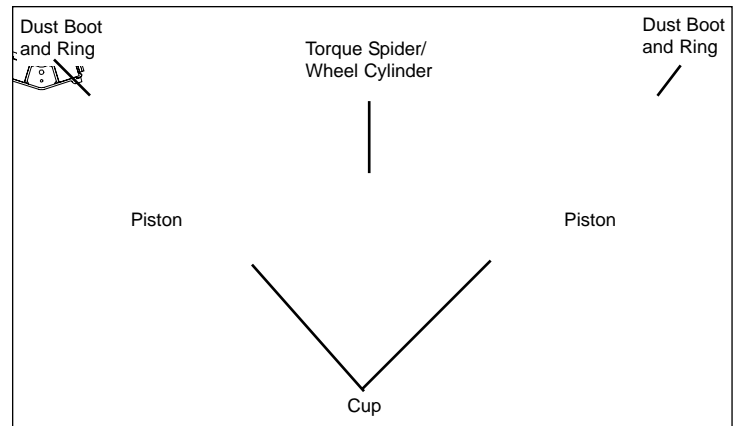 Dust Boot
and Ring
Torque Spider/
Wheel Cylinder
Dust Boot
and Ring
Piston
Piston
Cup